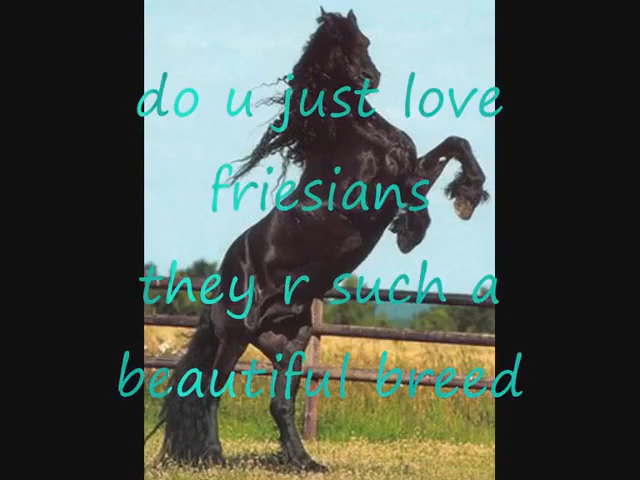 do u just love
friesians
they r such a
beautiful breed